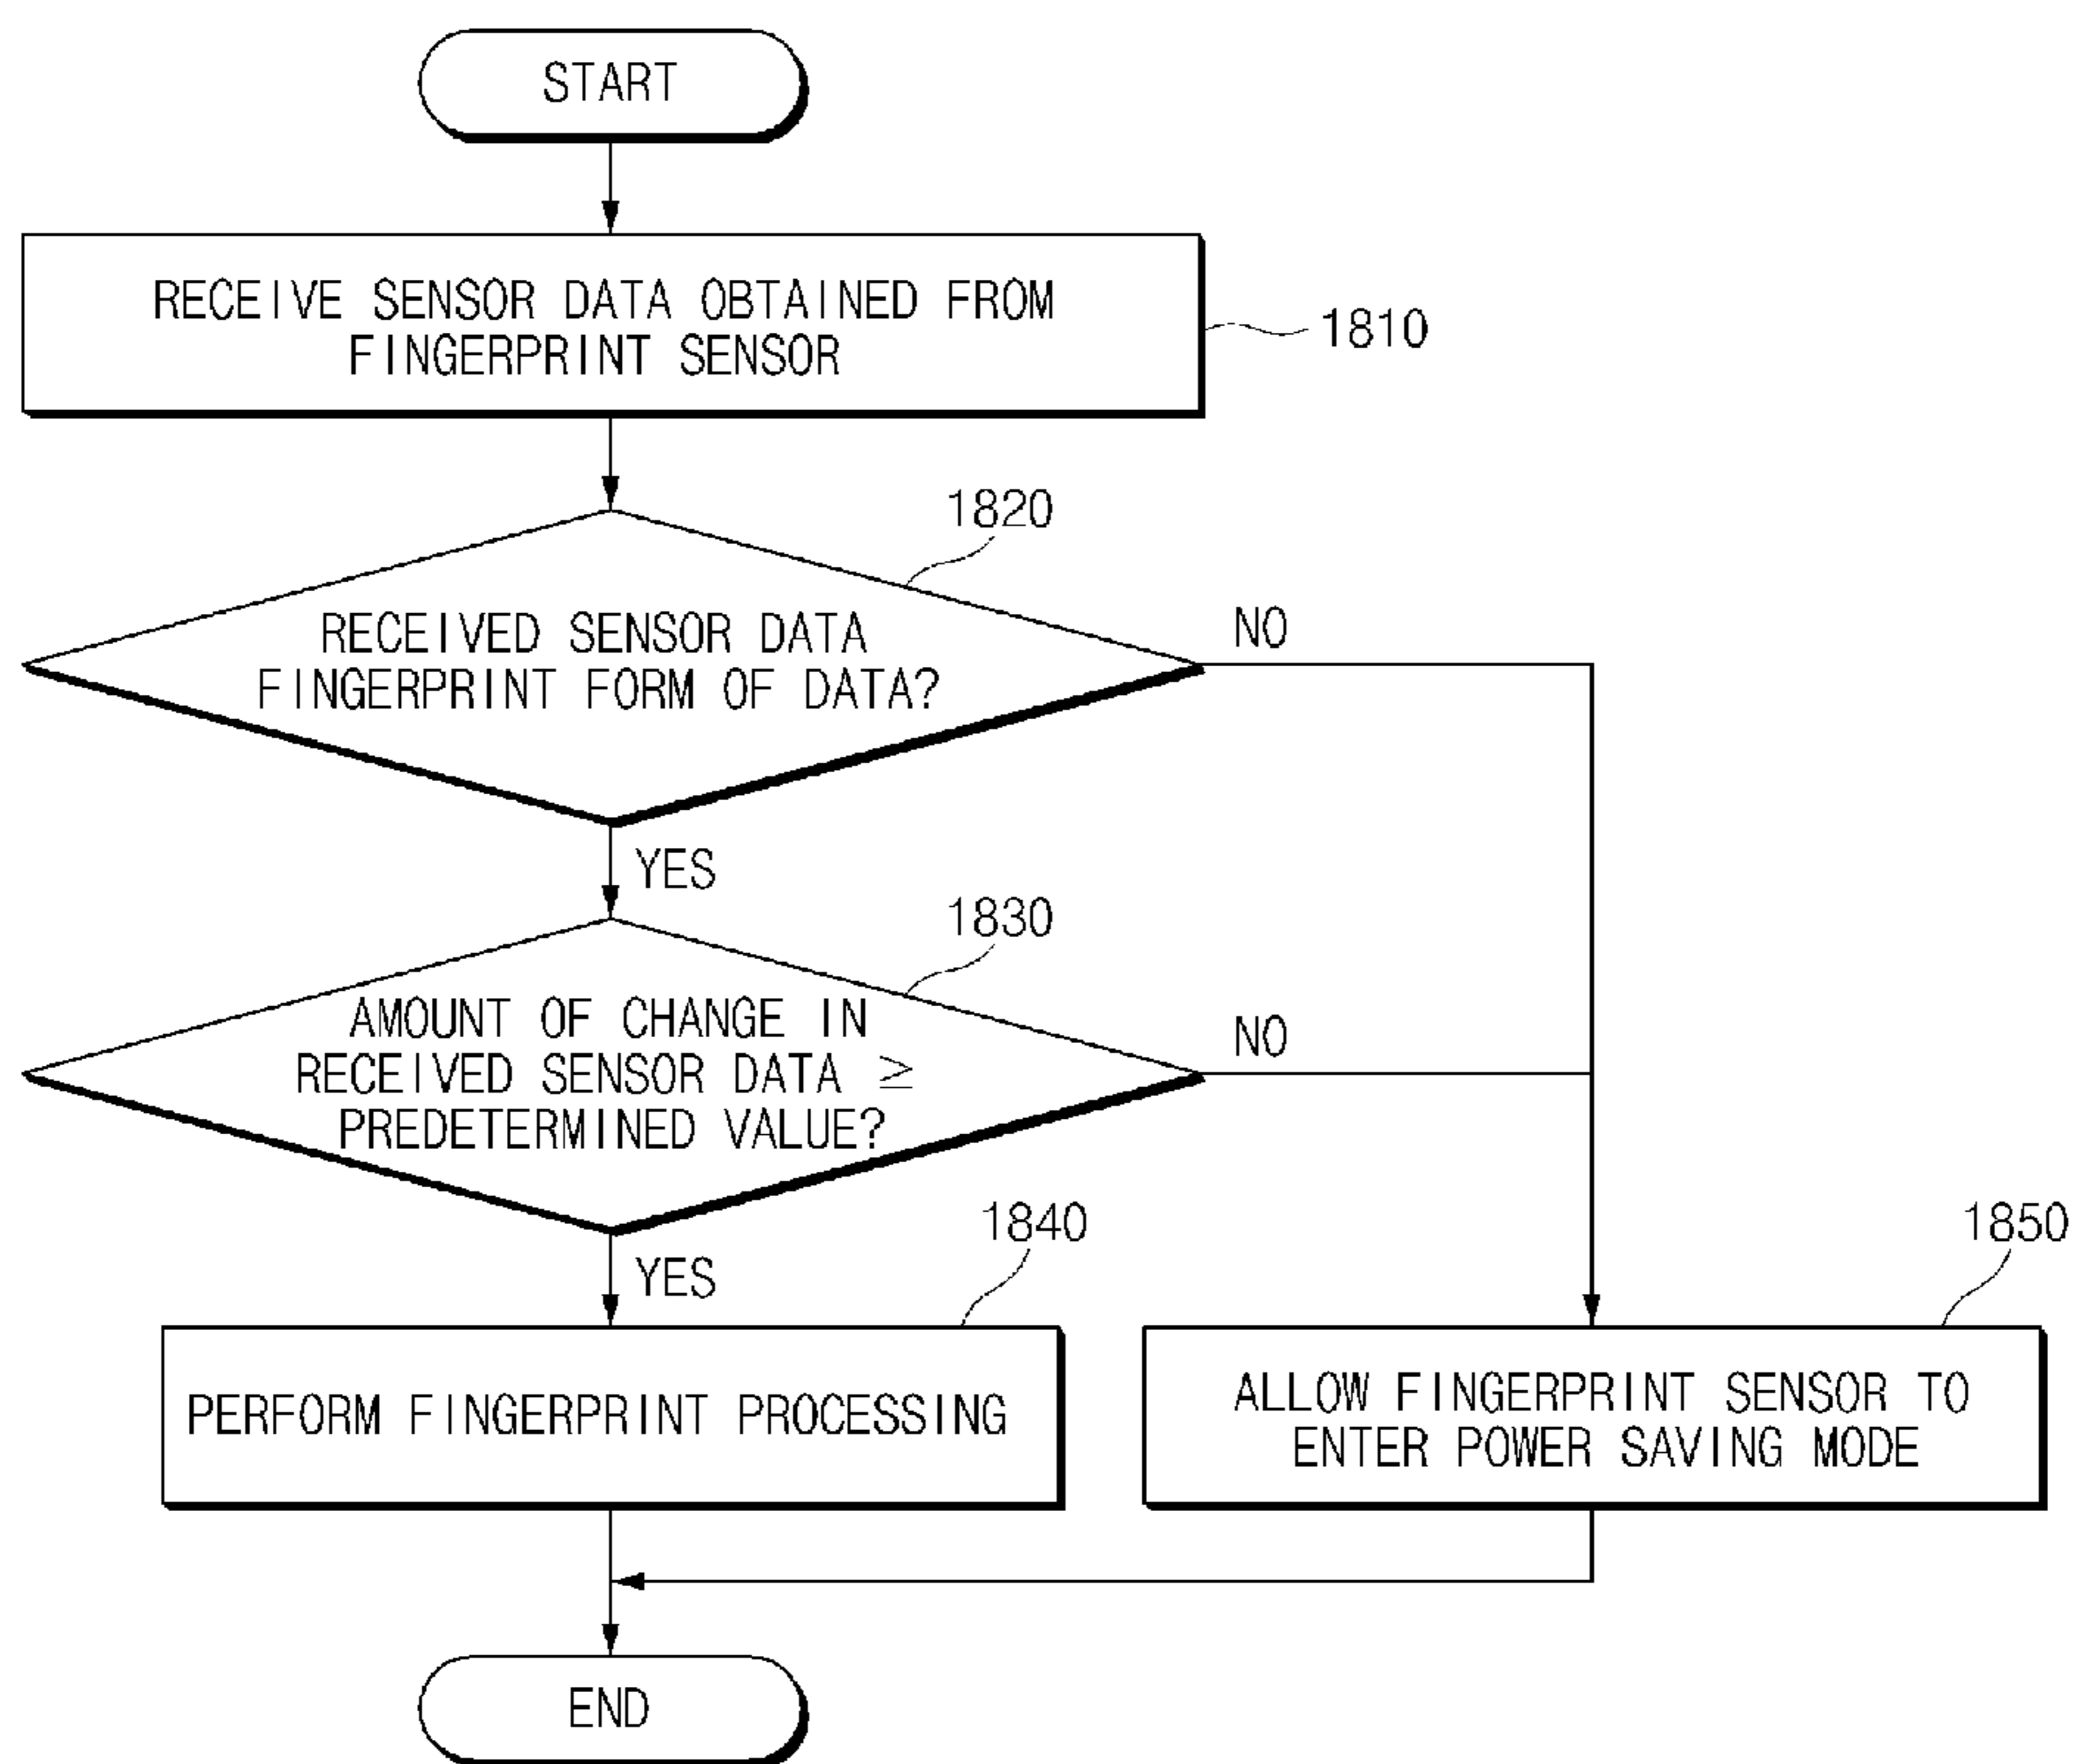 START
RECEIVE SENSOR DATA OBTAINED FROM
FINGERPRINT SENSOR
1810
1820
RECEIVED SENSOR DATA
FINGERPRINT FORM OF DATA?
NO
YES
1830
AMOUNT OF CHANGE IN
RECEIVED SENSOR DATA ≥
PREDETERMINED VALUE?
NO
YES
1840
PERFORM FINGERPRINT PROCESSING
1850
ALLOW FINGERPRINT SENSOR TO
ENTER POWER SAVING MODE
END